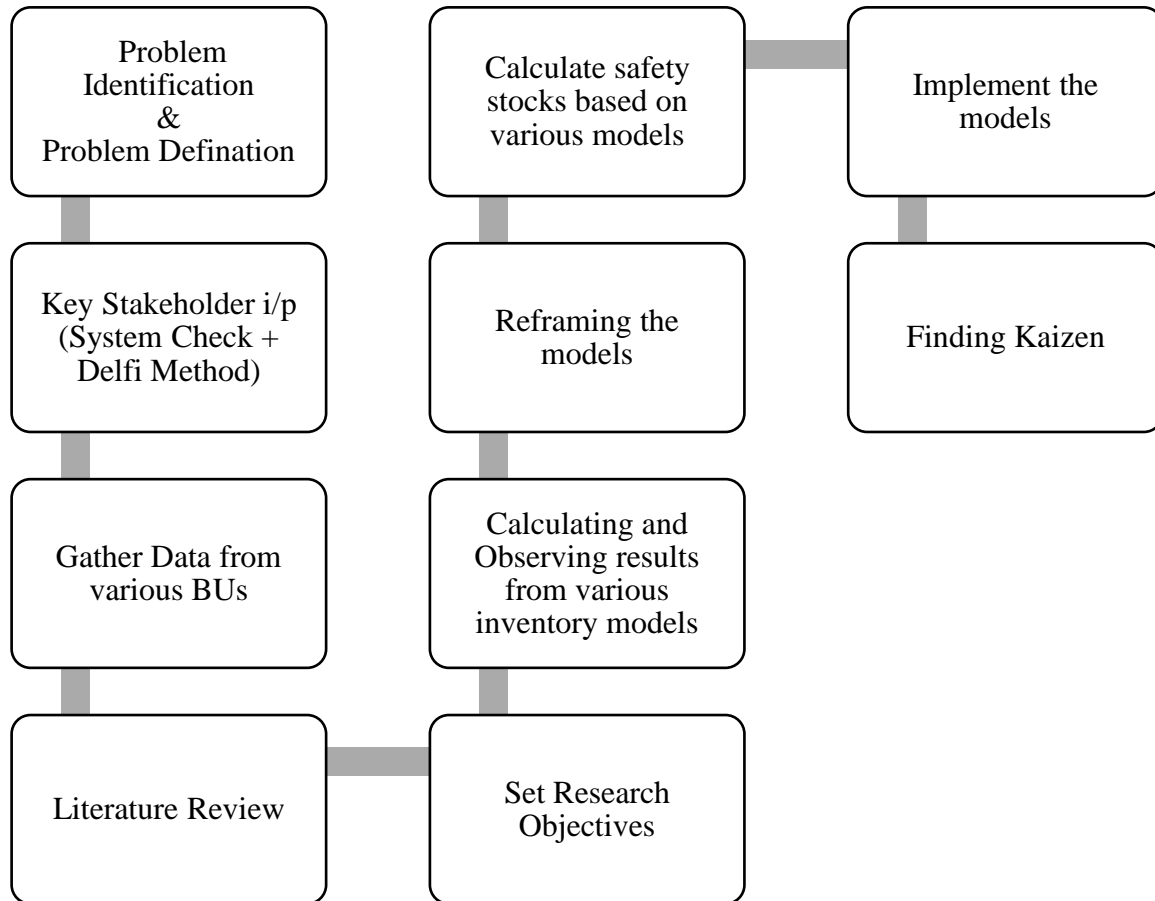 Problem
Identification
&
Problem Defination
Key Stakeholder i/p
(System Check +
Delfi Method)
Gather Data from
various BUs
Literature Review
Set Research
Objectives
Calculating and
Observing results
from various
inventory models
Reframing the
models
Calculate safety
stocks based on
various models
Implement the
models
Finding Kaizen